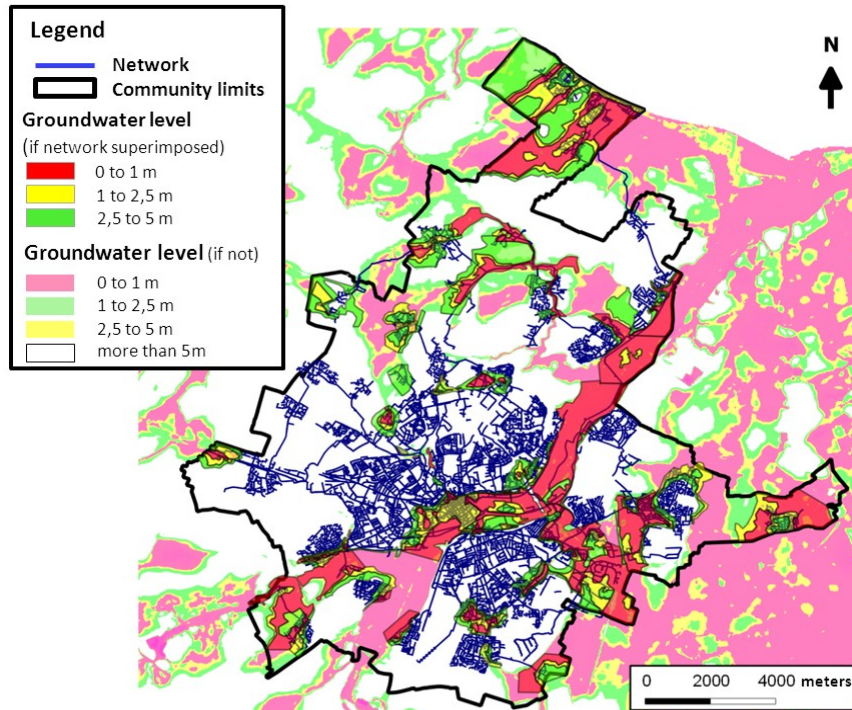 Legend
Network
Community limits
Groundwater level
(if network superimposed)
0 to 1 m
1 to 2,5 m
2,5 to 5 m
Groundwater level (if not)
0 to 1 m
1 to 2,5 m
2,5 to 5 m
more than 5m
N
0 2000 4000 meters